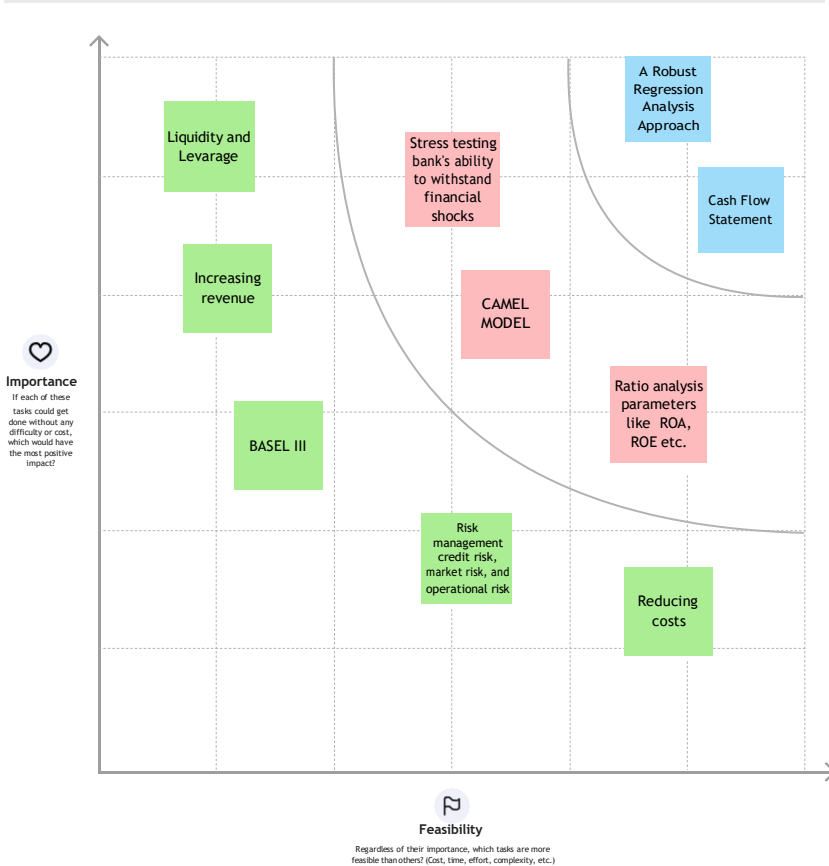 A Robust
Regression
Analysis
Approach
Liquidity and
Levarage
Stress testing
bank's ability
to withstand
financial
shocks
Cash Flow
Statement
Increasing
revenue
CAMEL
MODEL
Importance
If each of these
tasks could get
done without any
difficulty or cost,
which would have
the most positive
impact?
Ratio analysis
parameters
like ROA,
ROE etc.
BASEL III
Risk
management
credit risk,
market risk, and
operational risk
Reducing
costs
Feasibility
Regardless of their importance, which tasks are more
feasible than others? (Cost, time, effort, complexity, etc.)